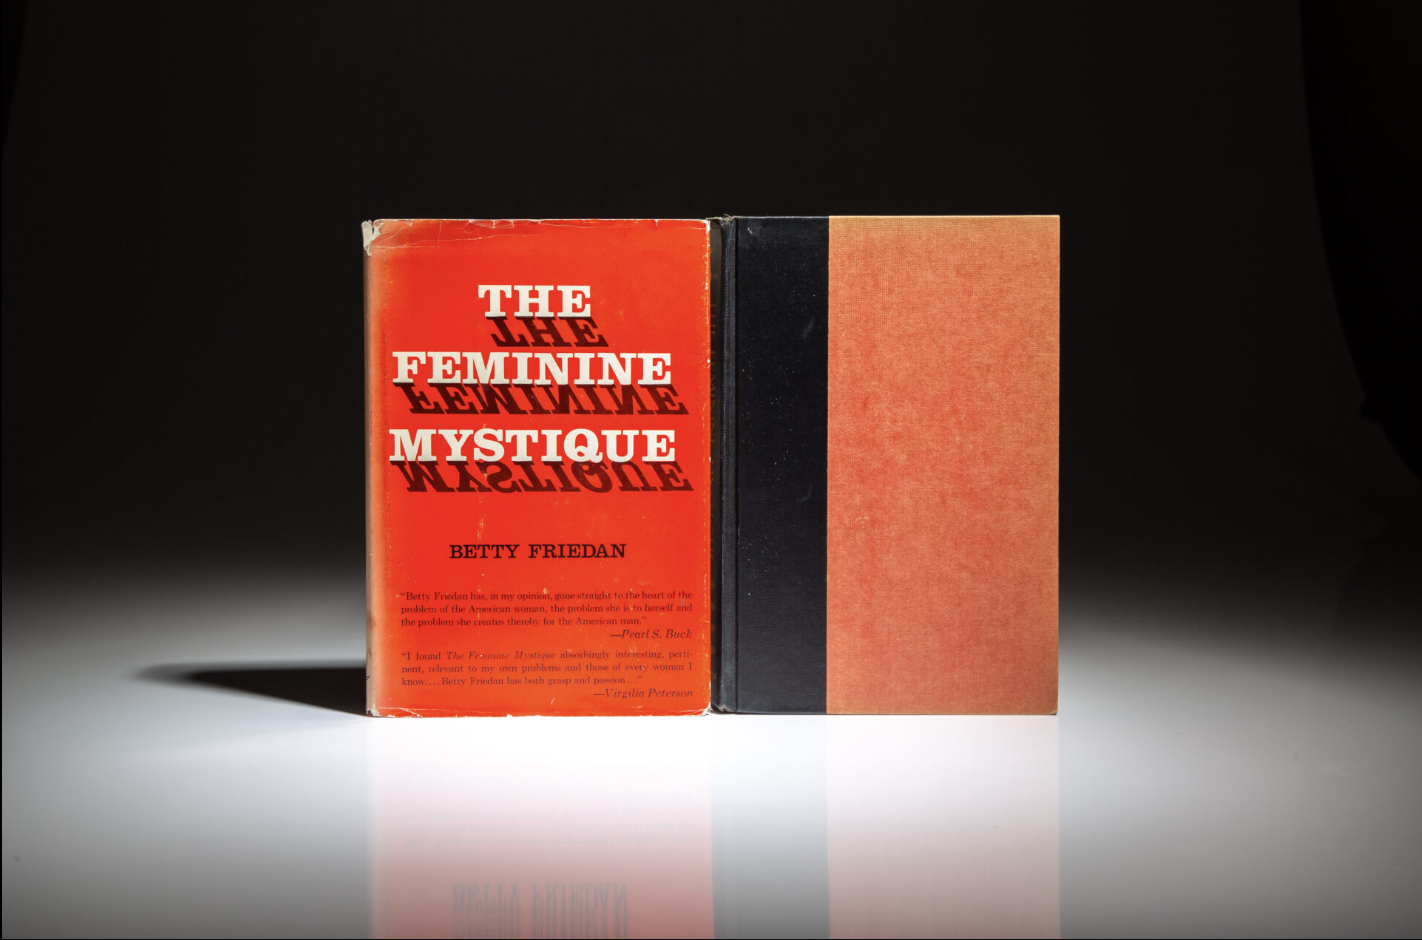 THE
FEMININE
MYSTIQUE
BETTY FRIEDAN
"Betty Friedan has, in my opinion, gone straight to the heart of the
problem of the American woman, the problem she is to herself and
the problem she creates thereby for the American man."
—Pearl S. Buck
"I found The Feminine Mystique absorbingly interesting, perti-
nent, relevant to my own problems and those of every woman I
know.... Betty Friedan has both grasp and passion..."
—Virgilia Peterson